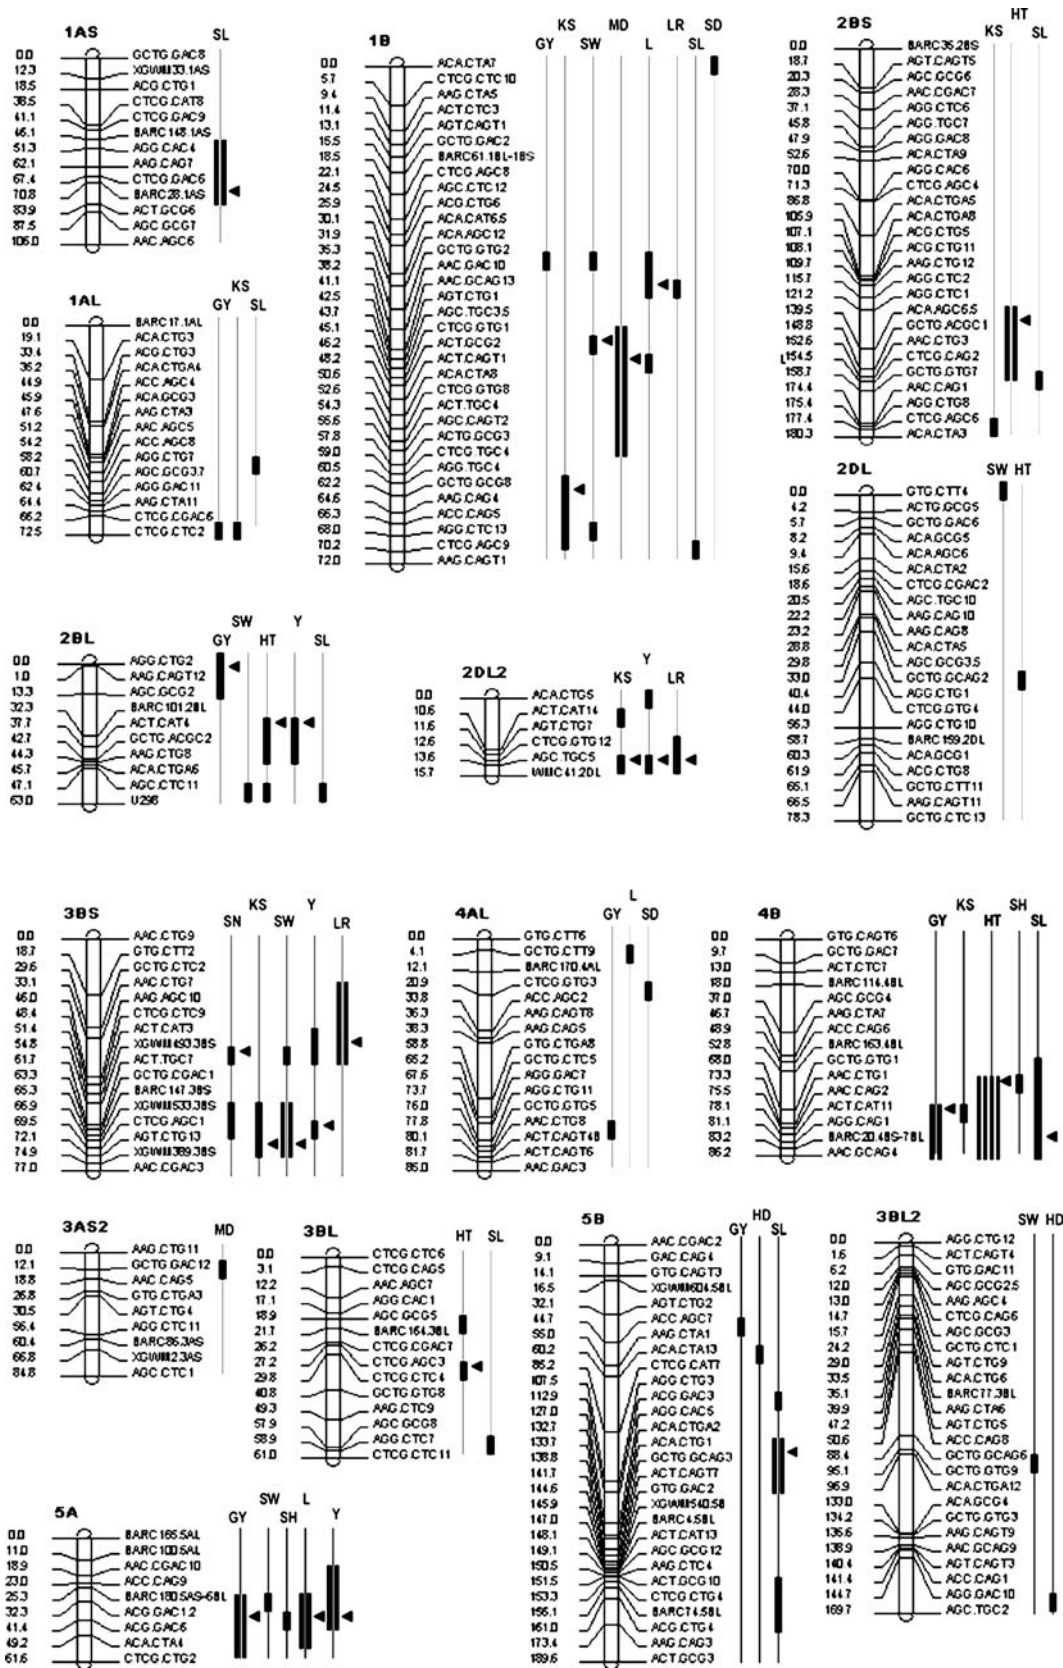 1AS
SL
0.0 GCTG.GAC8
12.3 XGWM33.1AS
18.5 ACG.CTG1
38.5 CTCG.CAT8
41.1 CTCG.GAC9
46.1 BARC148.1AS
51.3 AGG.CAC4
62.1 AAG.CAG7
67.4 CTCG.GAC6
70.8 BARC28.1AS
83.9 ACT.GCG6
87.5 AGC.GCG7
106.0 AAC.AGC6
1AL
GY KS SL
0.0 BARC17.1AL
19.1 ACA.CTG3
33.4 ACG.CTG3
36.2 ACA.CTGA4
44.9 ACC.AGC4
45.9 ACA.GCG3
47.6 AAG.CTA3
51.2 AAC.AGC5
54.2 ACC.AGC8
58.2 AGG.CTG7
60.7 AGC.GCG3.7
62.4 AGG.GAC11
64.4 AAG.CTA11
66.2 CTCG.CGAC6
72.5 CTCG.CTC2
1B
GY KS SW MD L LR SL SD
0.0 ACA.CTA7
5.7 CTCG.CTC10
9.4 AAG.CTA5
11.4 ACT.CTC3
13.1 AGT.CAGT1
15.5 GCTG.GAC2
18.5 BARC61.1BL-1BS
22.1 CTCG.AGC8
24.5 AGC.CTC12
25.9 ACG.CTG6
30.1 ACA.CAT6.5
31.9 ACA.AGC12
35.3 GCTG.GTG2
38.2 AAC.GAC10
41.1 AAC.GCAG13
42.5 AGT.CTG1
43.7 AGC.TGC3.5
45.1 CTCG.GTG1
46.2 ACT.GCG2
48.2 ACT.CAGT1
50.6 ACA.CTA8
52.6 CTCG.GTG8
54.3 ACT.TGC4
55.6 AGC.CAGT2
57.8 ACTG.GCG3
59.0 CTCG.TGC4
60.5 AGG.TGC4
62.2 GCTG.GCG8
64.6 AAG.CAG4
66.3 ACC.CAG5
68.0 AGG.CTC13
70.2 CTCG.AGC9
72.0 AAG.CAGT1
2BS
KS HT SL
0.0 BARC35.2BS
18.7 AGT.CAGT5
20.3 AGC.GCG6
28.3 AAC.CGAC7
37.1 AGG.CTC6
45.8 AGG.TGC7
47.9 AGG.GAC8
52.6 ACA.CTA9
70.0 AGG.CAC6
71.3 CTCG.AGC4
86.8 ACA.CTGA5
105.9 ACA.CTGA8
107.1 ACG.CTG5
108.1 ACG.CTG11
109.7 AAG.CTG12
115.7 AGG.CTC2
121.2 AGG.CTC1
139.5 ACA.AGC6.5
148.8 GCTG.ACGC1
152.6 AAC.CTG3
L154.5 CTCG.CAG2
158.7 GCTG.GTG7
174.4 AAC.CAG1
175.4 AGG.CTG8
177.4 CTCG.AGC6
180.3 ACA.CTA3
2DL
SW HT
0.0 GTG.CTT4
4.2 ACTG.GCG5
5.7 GCTG.GAC6
8.2 ACA.GCG5
9.4 ACA.AGC6
15.6 ACA.CTA2
18.6 CTCG.CGAC2
20.5 AGC.TGC10
22.2 AAG.CAG10
23.2 AAG.CAG8
28.8 ACA.CTA5
29.8 AGC.GCG3.5
33.0 GCTG.GCAG2
40.4 AGG.CTG1
44.0 CTCG.GTG4
56.3 AGG.CTG10
58.7 BARC159.2DL
60.3 ACA.GCG1
61.9 ACG.CTG8
65.1 GCTG.CTT11
66.5 AAG.CAGT11
78.3 GCTG.CTC13
2BL
GY SW HT Y SL
0.0 AGG.CTG2
1.0 AAG.CAGT12
13.3 AGC.GCG2
32.3 BARC101.2BL
37.7 ACT.CAT4
42.7 GCTG.ACGC2
44.3 AAG.CTG8
45.7 ACA.CTGA6
47.1 AGC.CTC11
63.0 U298
2DL2
KS Y LR
0.0 ACA.CTG5
10.6 ACT.CAT14
11.6 AGT.CTG7
12.6 CTCG.GTG12
13.6 AGC.TGC5
15.7 WMC41.2DL
3BS
SN KS SW Y LR
0.0 AAC.CTG9
18.7 GTG.CTT2
29.6 GCTG.CTC2
33.1 AAC.CTG7
46.0 AAG.AGC10
48.4 CTCG.CTC9
51.4 ACT.CAT3
54.8 XGWM493.3BS
61.7 ACT.TGC7
63.3 GCTG.CGAC1
65.3 BARC147.3BS
66.9 XGWM533.3BS
69.5 CTCG.AGC1
72.1 AGT.CTG13
74.9 XGWM389.3BS
77.0 AAC.CGAC3
4AL
GY L SD
0.0 GTG.CTT6
4.1 GCTG.CTT9
12.1 BARC170.4AL
20.9 CTCG.GTG3
33.8 ACC.AGC2
36.3 AAG.CAGT8
38.3 AAG.CAG5
58.8 GTG.CTGA8
65.2 GCTG.CTC5
67.6 AGG.GAC7
73.7 AGG.CTG11
76.0 GCTG.GTG5
77.8 AAC.CTG8
80.1 ACT.CAGT4B
81.7 ACT.CAGT6
85.0 AAC.GAC3
4B
GY KS HT SH SL
0.0 GTG.CAGT6
9.7 GCTG.GAC7
13.0 ACT.CTC7
18.0 BARC114.4BL
37.0 AGC.GCG4
46.7 AAG.CTA7
48.9 ACC.CAG6
52.8 BARC163.4BL
68.0 GCTG.GTG1
73.3 AAC.CTG1
75.5 AAC.CAG2
78.1 ACT.CAT11
81.1 AGG.CAG1
83.2 BARC20.4BS-7BL
86.2 AAC.GCAG4
3AS2
MD
0.0 AAG.CTG11
12.1 GCTG.GAC12
18.8 AAC.CAG5
26.8 GTG.CTGA3
30.5 AGT.CTG4
56.4 AGG.CTC11
60.4 BARC86.3AS
66.8 XGWM2.3AS
84.8 AGC.CTC1
3BL
HT SL
0.0 CTCG.CTC6
3.1 CTCG.CAG5
12.2 AAC.AGC7
17.1 AGG.CAC1
18.9 AGC.GCG5
21.7 BARC164.3BL
26.2 CTCG.CGAC7
27.2 CTCG.AGC3
29.8 CTCG.CTC4
40.8 GCTG.GTG8
49.3 AAG.CTC9
57.9 AGC.GCG8
58.9 AGG.CTC7
61.0 CTCG.CTC11
5B
GY HD SL
0.0 AAC.CGAC2
9.1 GAC.CAG4
14.1 GTG.CAGT3
16.5 XGWM604.5BL
32.1 AGT.CTG2
44.7 ACC.AGC7
55.0 AAG.CTA1
60.2 ACA.CTA13
86.2 CTCG.CAT7
107.5 AGG.CTG3
112.9 AGG.GAC3
127.0 AGG.CAC5
132.7 ACA.CTGA2
133.7 ACA.CTG1
138.8 GCTG.GCAG3
141.7 ACT.CAGT7
144.6 GTG.GAC2
145.9 XGWM540.5B
147.0 BARC4.5BL
148.1 ACT.CAT13
149.1 AGC.GCG12
150.5 AAG.CTC4
151.5 ACT.GCG10
153.3 CTCG.CTG4
156.1 BARC74.5BL
161.0 ACG.CTG4
173.4 AAG.CAG3
189.6 ACT.GCG3
3BL2
SW HD
0.0 AGG.CTG12
1.6 ACT.CAGT4
6.2 GTG.GAC11
12.0 AGC.GCG2.5
13.0 AAG.AGC4
14.7 CTCG.CAG6
15.7 AGC.GCG3
24.2 GCTG.CTC1
29.0 AGT.CTG9
33.5 ACA.CTG6
35.1 BARC77.3BL
39.9 AAG.CTA6
47.2 AGT.CTG5
50.6 ACC.CAG8
88.4 GCTG.GCAG6
95.1 GCTG.GTG9
96.9 ACA.CTGA12
133.0 ACA.GCG4
134.2 GCTG.GTG3
135.6 AAG.CAGT9
138.9 AAC.GCAG9
140.4 AGT.CAGT3
141.4 ACC.CAG1
144.7 AGG.GAC10
169.7 AGC.TGC2
5A
GY SW SH L Y
0.0 BARC165.5AL
11.0 BARC100.5AL
18.9 AAC.CGAC10
23.0 ACC.CAG9
25.3 BARC180.5AS-6BL
32.3 ACG.GAC1.2
41.4 ACG.GAC6
49.2 ACA.CTA4
61.6 CTCG.CTG2